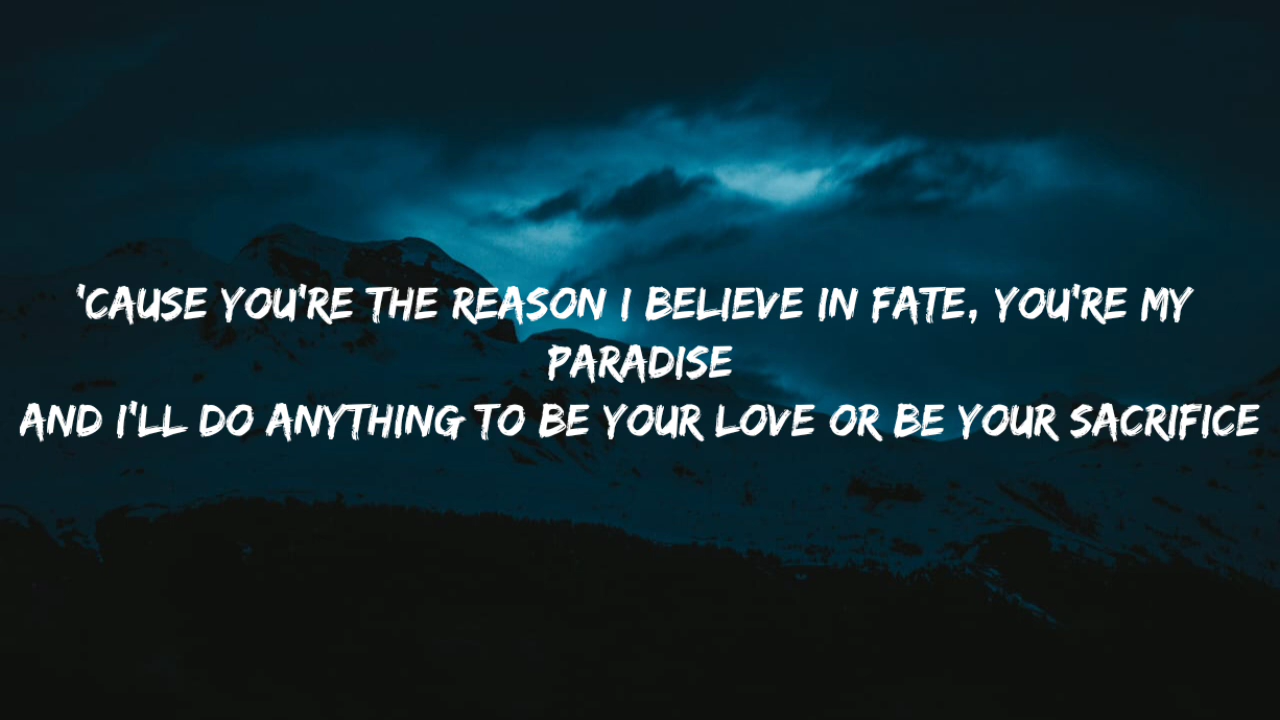 'CAUSE YOU'RE THE REASON I BELIEVE IN FATE, YOU'RE MY
PARADISE
AND I'LL DO ANYTHING TO BE YOUR LOVE OR BE YOUR SACRIFICE